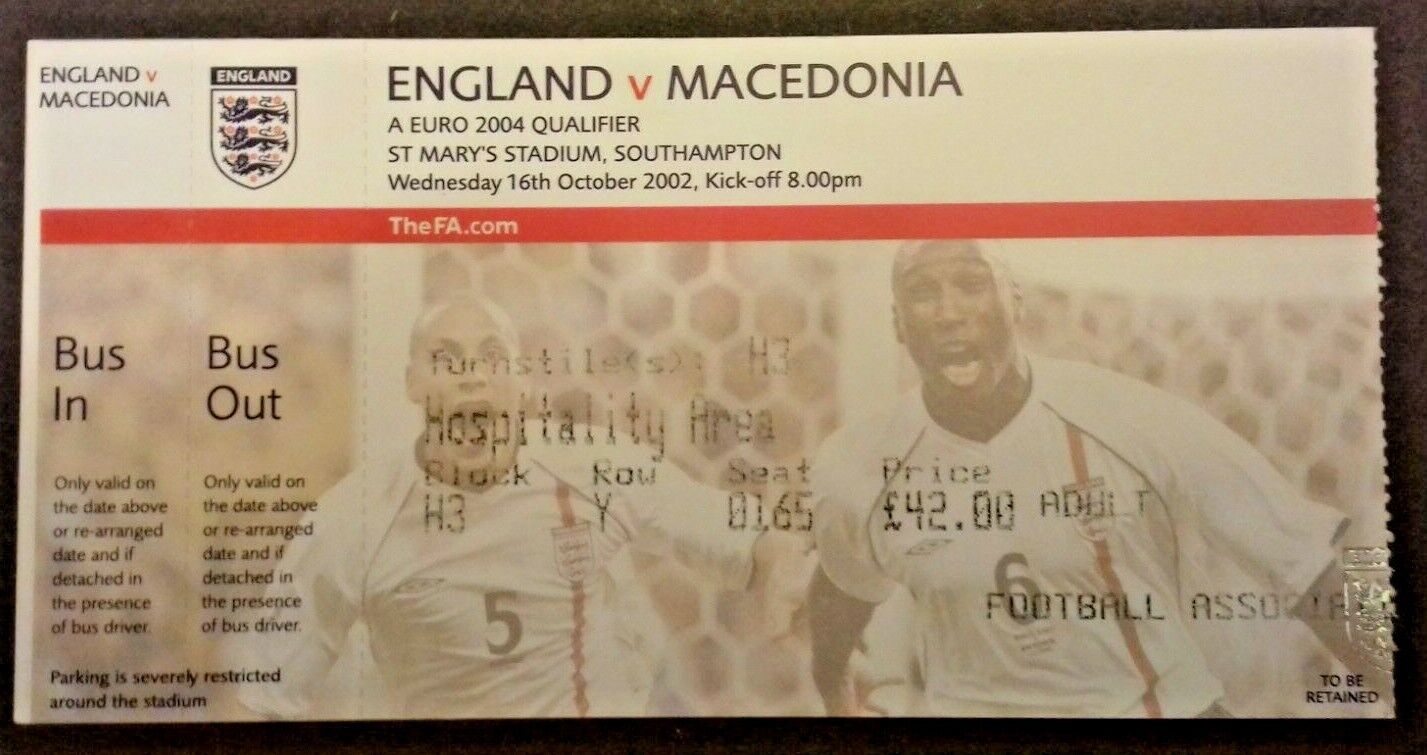 ENGLAND v
MACEDONIA
ENGLAND
ENGLAND v MACEDONIA
A EURO 2004 QUALIFIER
ST MARY'S STADIUM, SOUTHAMPTON
Wednesday 16th October 2002, Kick-off 8.00pm
TheFA.com
Bus
In
Only valid on
the date above
or re-arranged
date and if
detached in
the presence
of bus driver.
Bus
Out
Only valid on
the date above
or re-arranged
date and if
detached in
the presence
of bus driver.
Parking is severely restricted
around the stadium
Turnstile(s): H3
Hospitality Area
Block Row Seat Price
H3 Y 0165 £42.00 ADULT
5
6
FOOTBALL ASSOCIA
TO BE
RETAINED